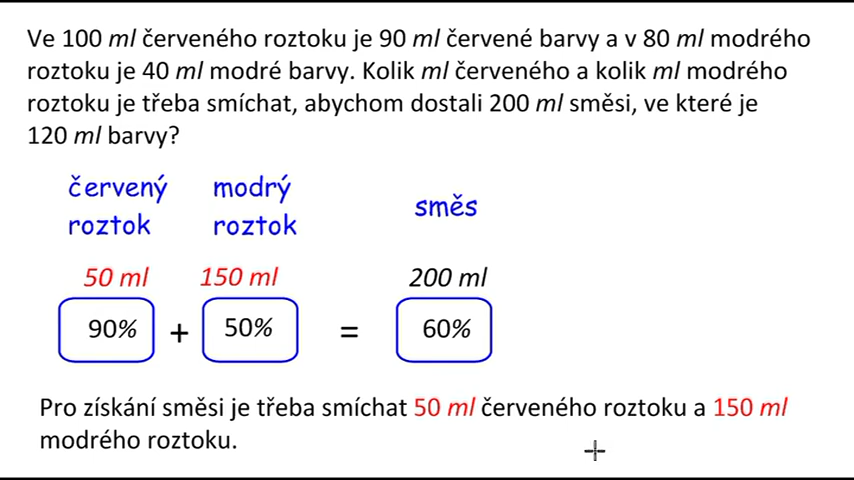 Ve 100 ml červeného roztoku je 90 ml červené barvy a v 80 ml modrého
roztoku je 40 ml modré barvy. Kolik ml červeného a kolik ml modrého
roztoku je třeba smíchat, abychom dostali 200 ml směsi, ve které je
120 ml barvy?
červený modrý
roztok roztok
směs
50 ml 150 ml 200 ml
90% + 50% = 60%
Pro získání směsi je třeba smíchat 50 ml červeného roztoku a 150 ml
modrého roztoku.